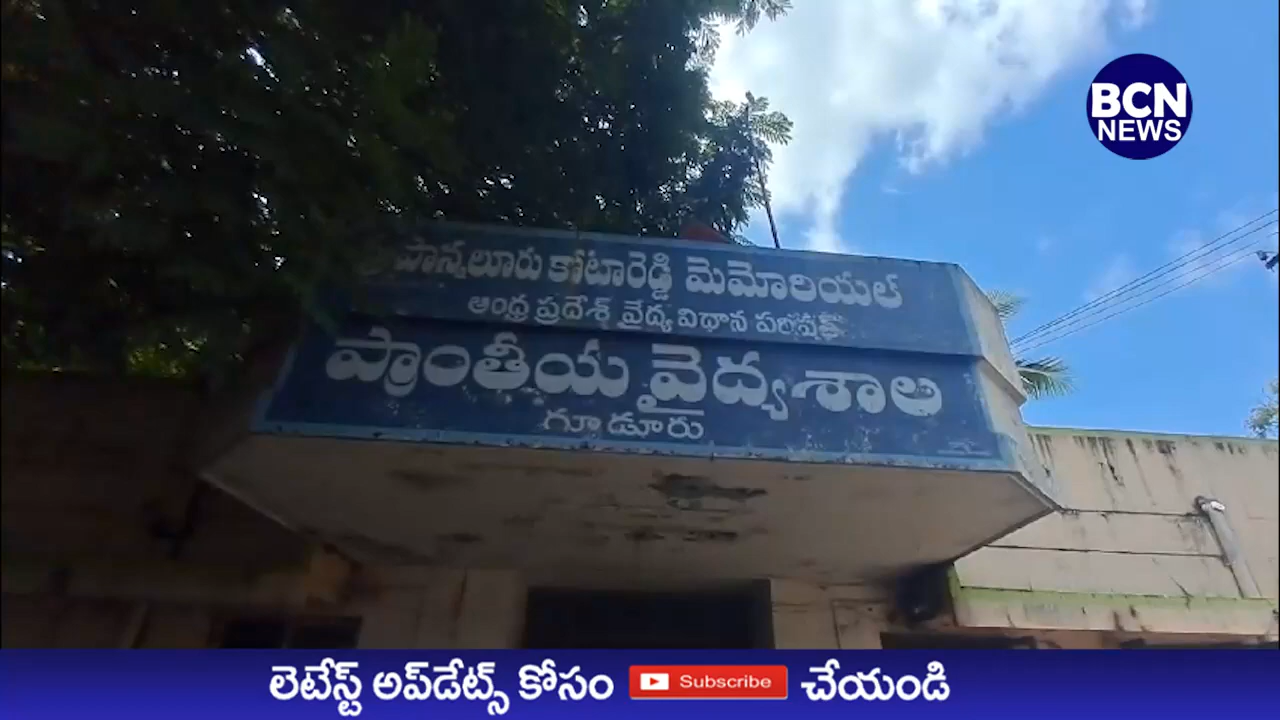 BCN
NEWS
పొన్నలూరు కోటారెడ్డి మెమోరియల్
ఆంధ్ర ప్రదేశ్ వైద్య విధాన పరిషత్
ప్రాంతీయ వైద్యశాల
గూడూరు
లెటేస్ట్ అప్‌డేట్స్ కోసం Subscribe చేయండి